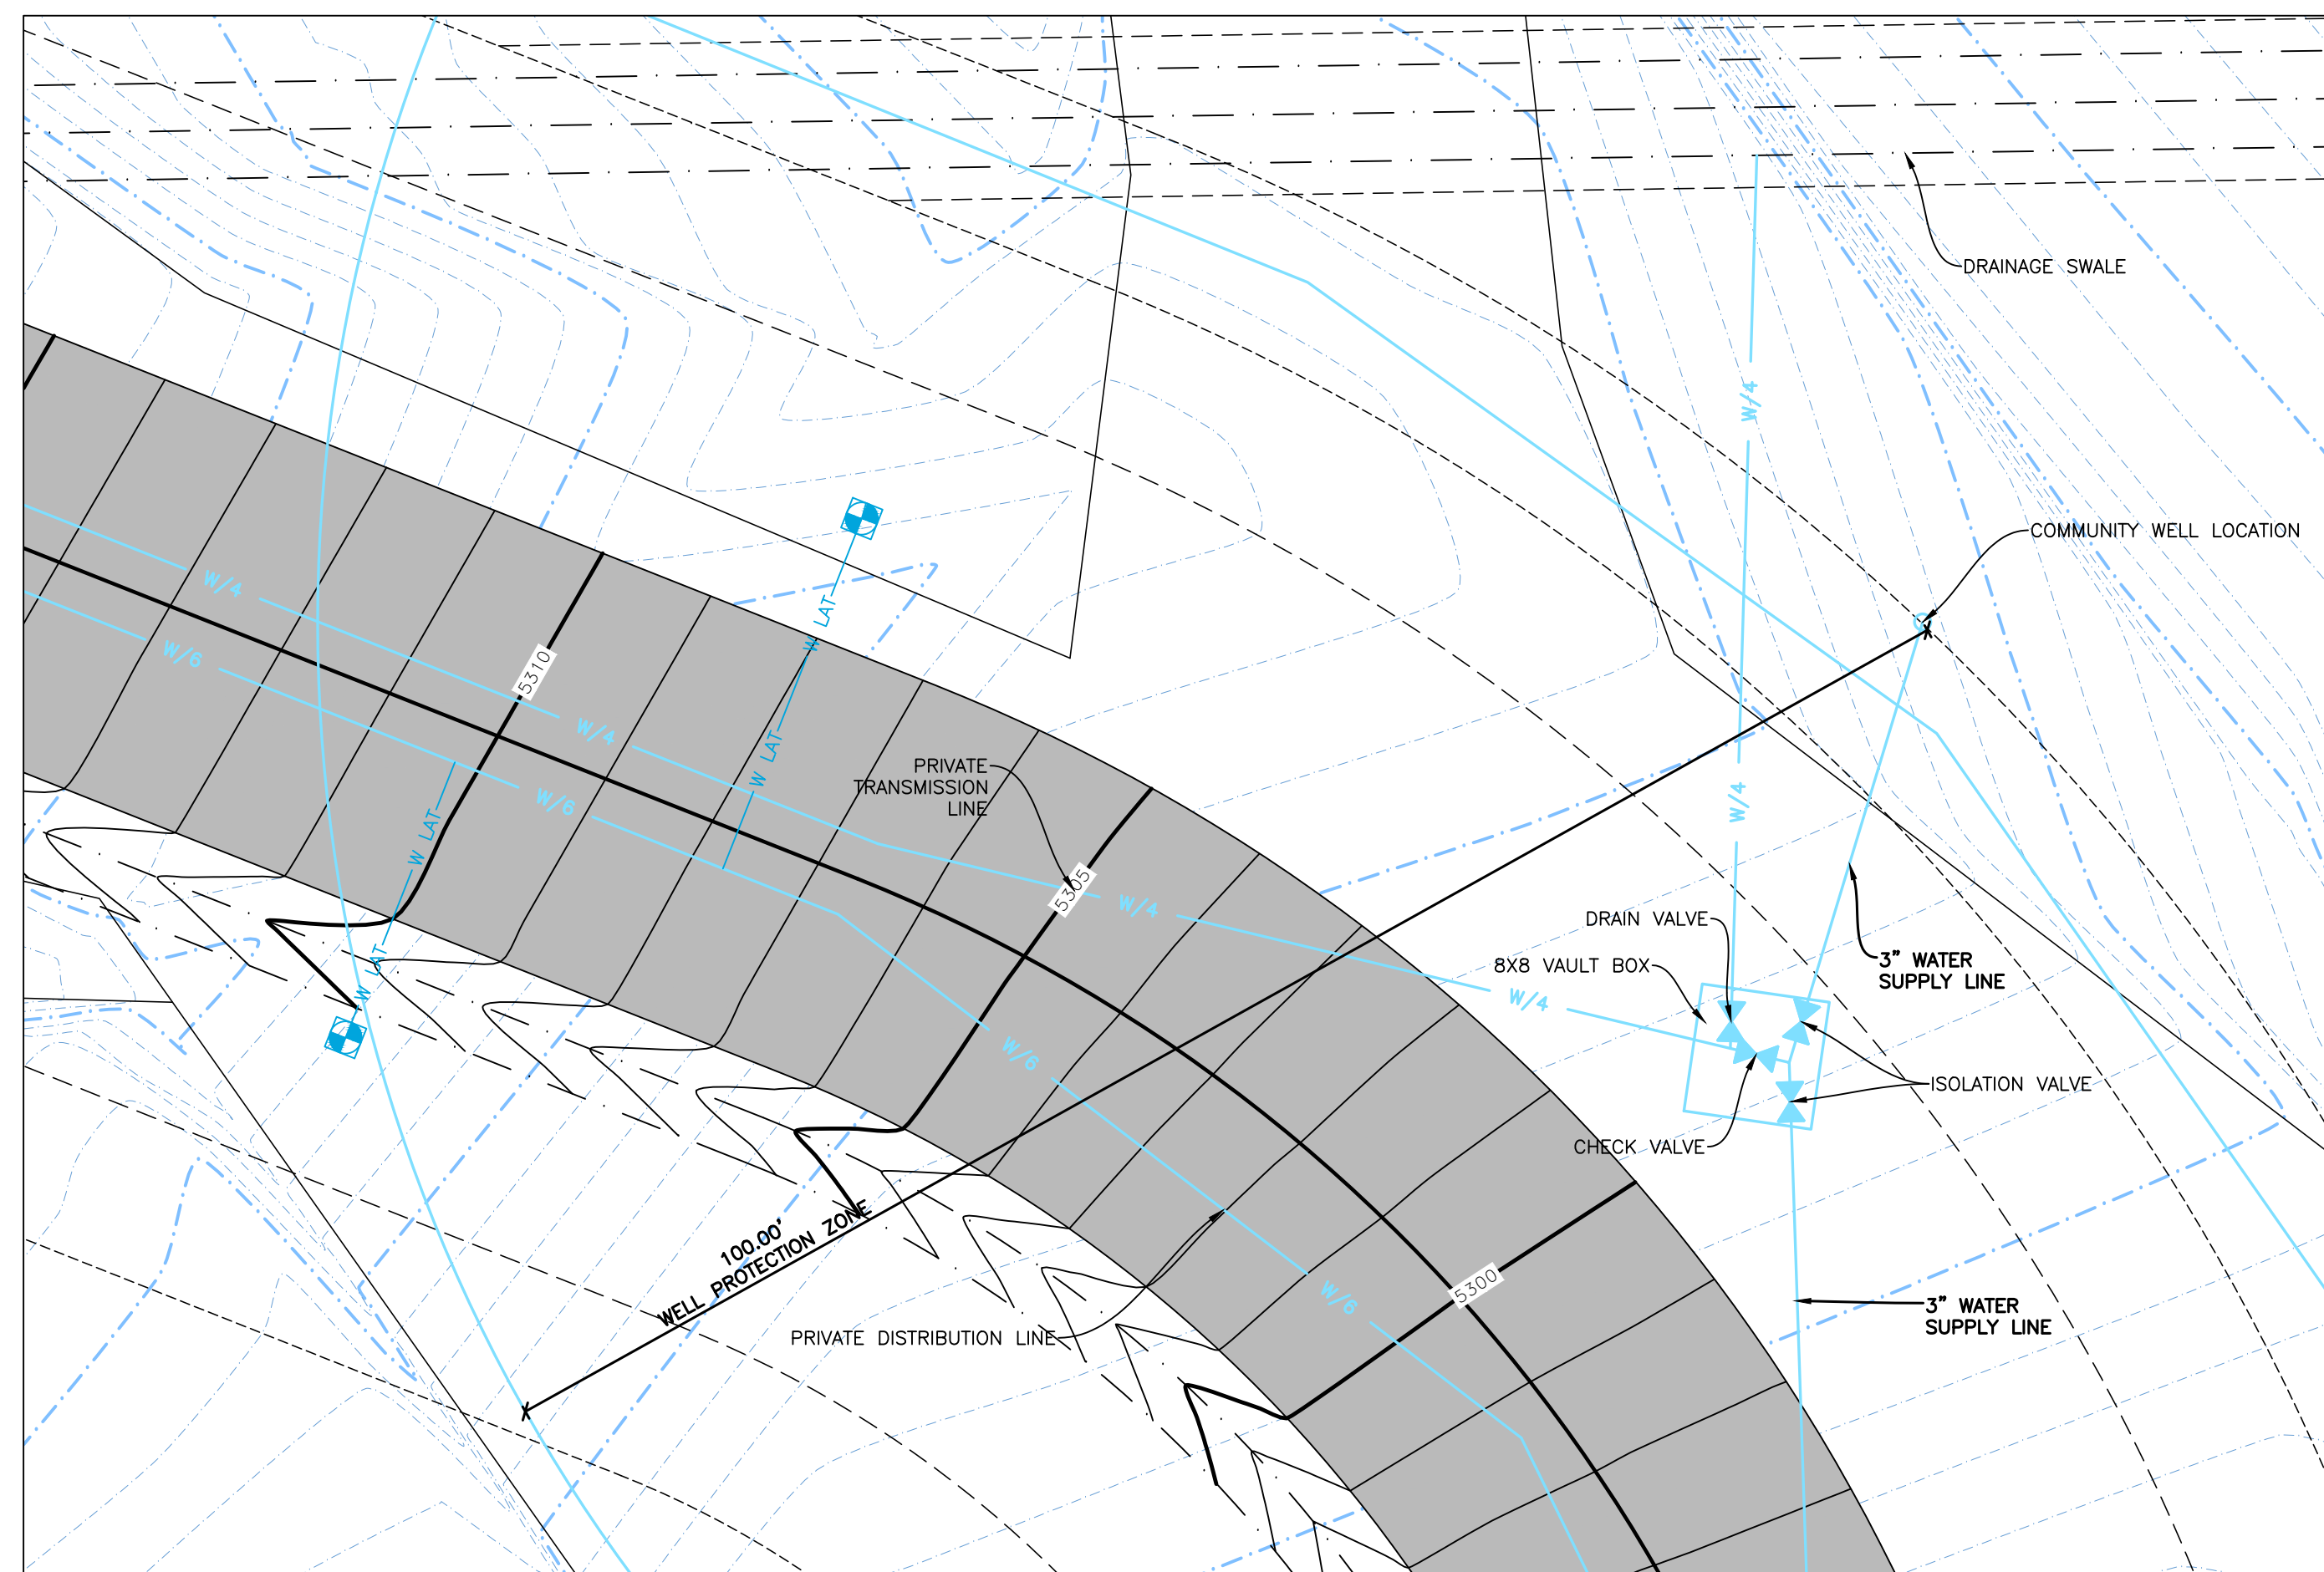 DRAINAGE SWALE
W/4
COMMUNITY WELL LOCATION
W/4
W/6
5310
W LAT
W LAT
W/4
W/4
PRIVATE
TRANSMISSION
LINE
W/6
W LAT
5305
W/4
DRAIN VALVE
8X8 VAULT BOX
3" WATER
SUPPLY LINE
W LAT
W/4
W/6
ISOLATION VALVE
CHECK VALVE
100.00'
WELL PROTECTION ZONE
5300
W/6
PRIVATE DISTRIBUTION LINE
3" WATER
SUPPLY LINE